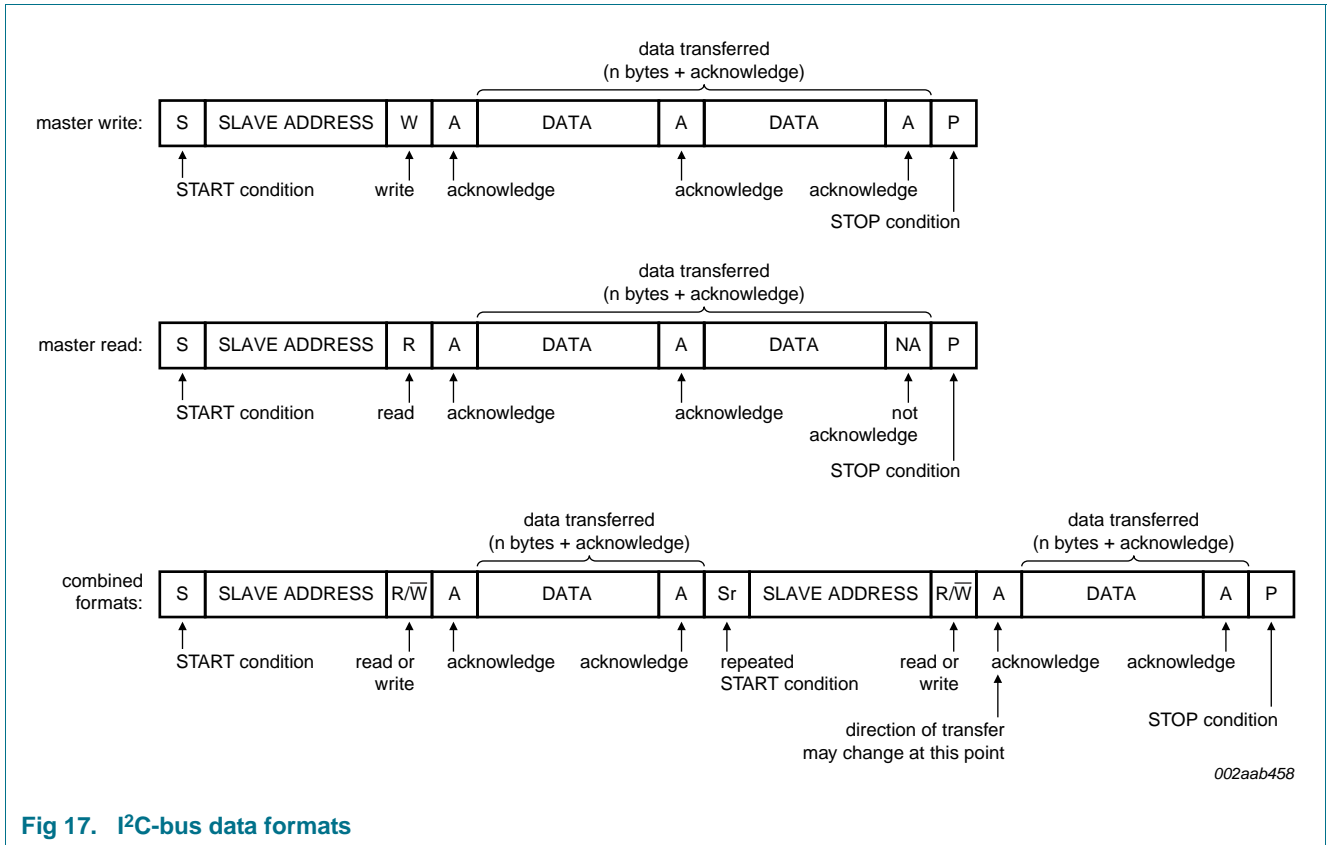 data transferred
(n bytes + acknowledge)
master write: S SLAVE ADDRESS W A DATA A DATA A P
START condition write acknowledge acknowledge acknowledge
STOP condition
data transferred
(n bytes + acknowledge)
master read: S SLAVE ADDRESS R A DATA A DATA NA P
START condition read acknowledge acknowledge not
acknowledge
STOP condition
data transferred data transferred
(n bytes + acknowledge) (n bytes + acknowledge)
combined
formats: S SLAVE ADDRESS R/W̅ A DATA A Sr SLAVE ADDRESS R/W̅ A DATA A P
START condition read or acknowledge acknowledge repeated read or acknowledge acknowledge
write START condition write
STOP condition
direction of transfer
may change at this point
002aab458
Fig 17. I²C-bus data formats